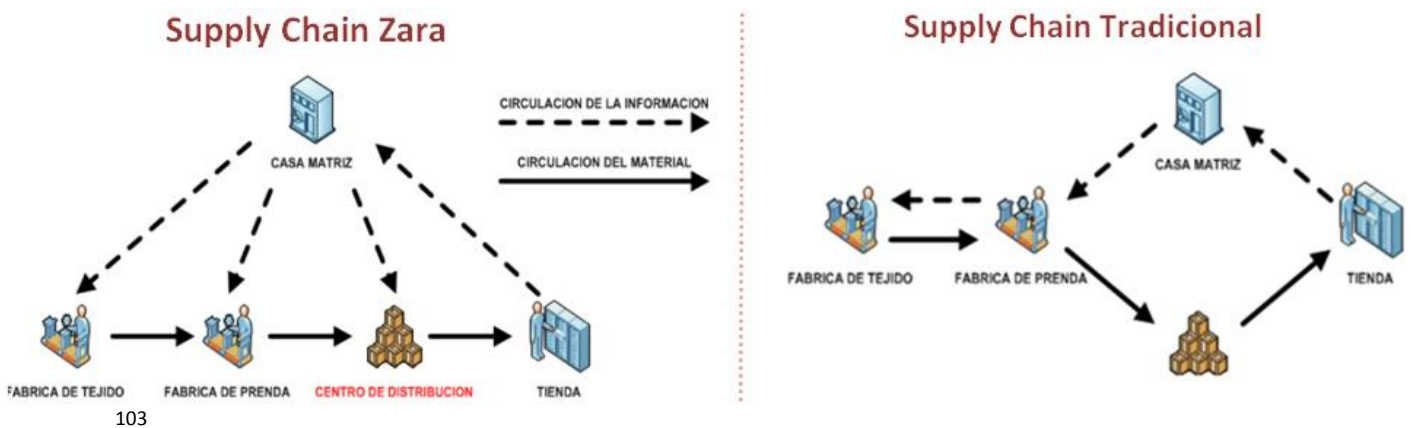 Supply Chain Zara
CIRCULACION DE LA INFORMACION
CASA MATRIZ
CIRCULACION DEL MATERIAL
FABRICA DE TEJIDO
FABRICA DE PRENDA
CENTRO DE DISTRIBUCION
TIENDA
103
Supply Chain Tradicional
CASA MATRIZ
FABRICA DE TEJIDO
FABRICA DE PRENDA
TIENDA